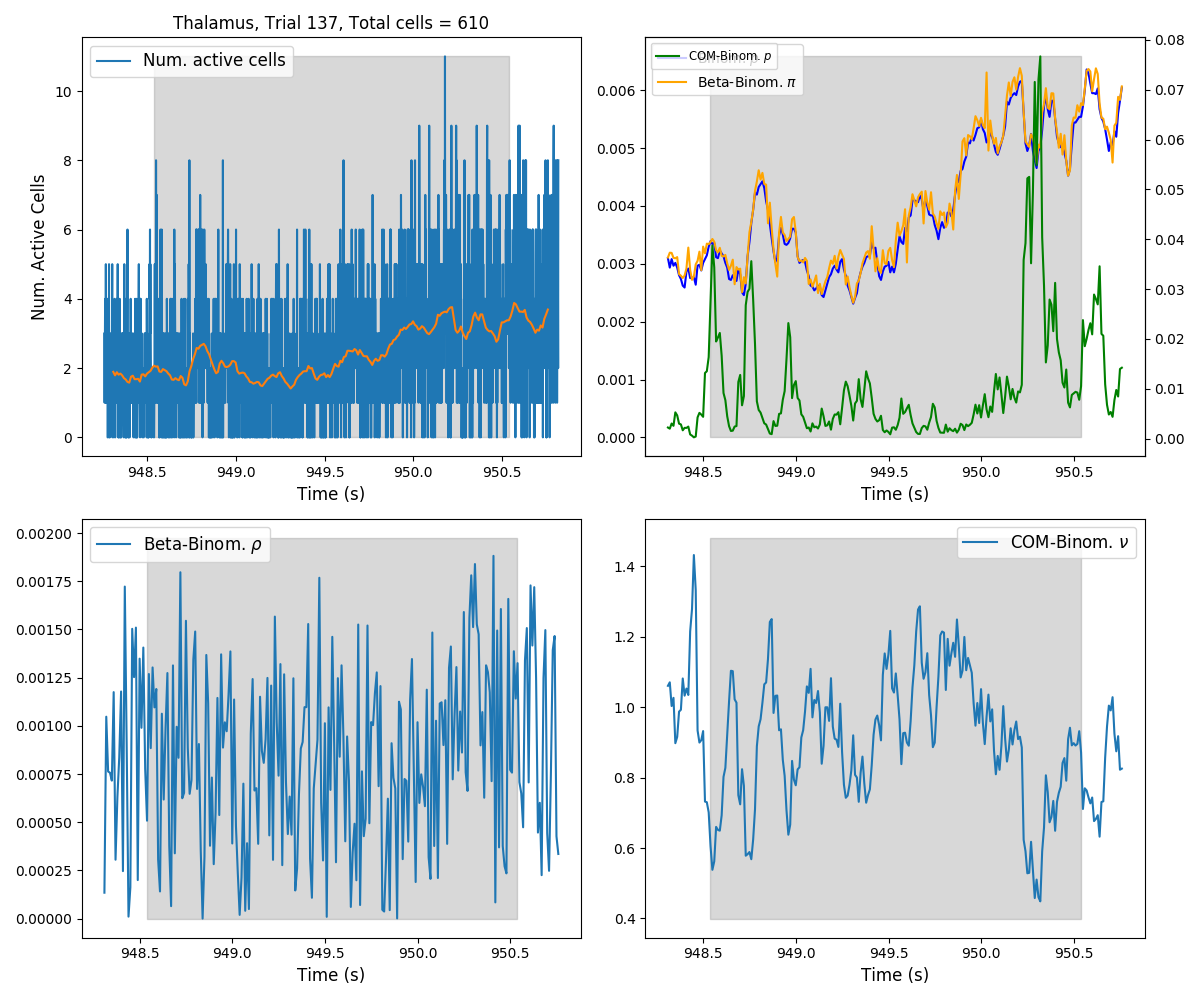 Thalamus, Trial 137, Total cells = 610
Num. active cells
Num. Active Cells
10
8
6
4
2
0
948.5 949.0 949.5 950.0 950.5
Time (s)
COM-Binom. p
Beta-Binom. π
0.006
0.005
0.004
0.003
0.002
0.001
0.000
0.08
0.07
0.06
0.05
0.04
0.03
0.02
0.01
0.00
948.5 949.0 949.5 950.0 950.5
Time (s)
Beta-Binom. ρ
0.00200
0.00175
0.00150
0.00125
0.00100
0.00075
0.00050
0.00025
0.00000
948.5 949.0 949.5 950.0 950.5
Time (s)
COM-Binom. ν
1.4
1.2
1.0
0.8
0.6
0.4
948.5 949.0 949.5 950.0 950.5
Time (s)